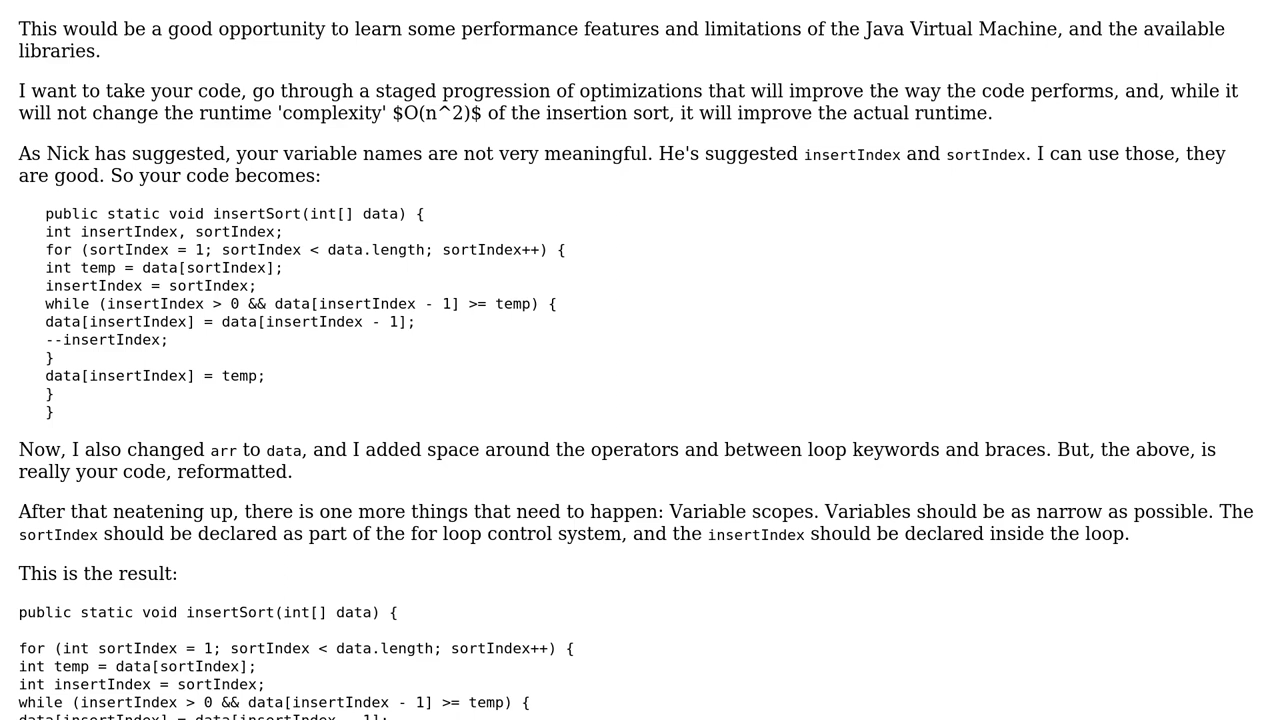 This would be a good opportunity to learn some performance features and limitations of the Java Virtual Machine, and the available
libraries.
I want to take your code, go through a staged progression of optimizations that will improve the way the code performs, and, while it
will not change the runtime 'complexity' $O(n^2)$ of the insertion sort, it will improve the actual runtime.
As Nick has suggested, your variable names are not very meaningful. He's suggested insertIndex and sortIndex. I can use those, they
are good. So your code becomes:
public static void insertSort(int[] data) {
int insertIndex, sortIndex;
for (sortIndex = 1; sortIndex < data.length; sortIndex++) {
int temp = data[sortIndex];
insertIndex = sortIndex;
while (insertIndex > 0 && data[insertIndex - 1] >= temp) {
data[insertIndex] = data[insertIndex - 1];
--insertIndex;
}
data[insertIndex] = temp;
}
}
Now, I also changed arr to data, and I added space around the operators and between loop keywords and braces. But, the above, is
really your code, reformatted.
After that neatening up, there is one more things that need to happen: Variable scopes. Variables should be as narrow as possible. The
sortIndex should be declared as part of the for loop control system, and the insertIndex should be declared inside the loop.
This is the result:
public static void insertSort(int[] data) {
for (int sortIndex = 1; sortIndex < data.length; sortIndex++) {
int temp = data[sortIndex];
int insertIndex = sortIndex;
while (insertIndex > 0 && data[insertIndex - 1] >= temp) {
data[insertIndex] = data[insertIndex - 1];